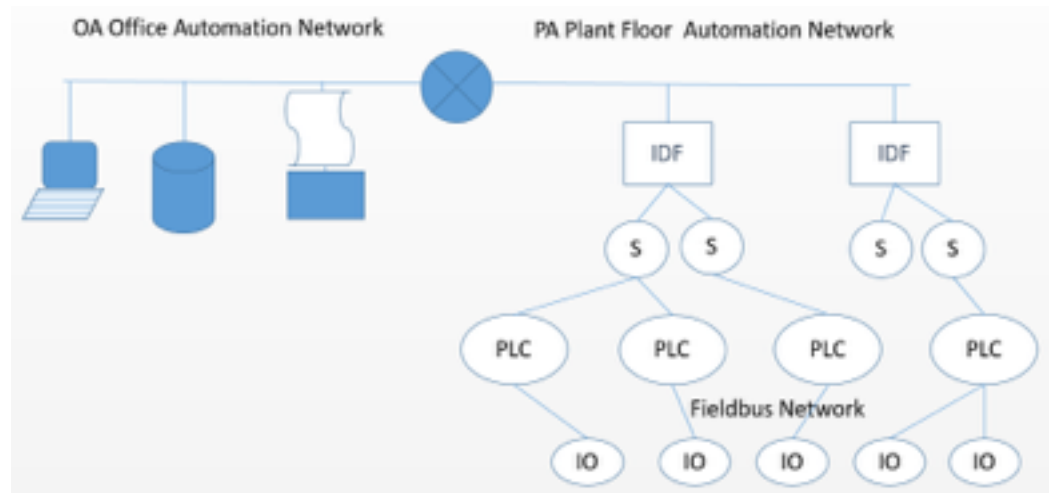 OA Office Automation Network
PA Plant Floor Automation Network
IDF
IDF
S
S
S
S
PLC
PLC
PLC
PLC
Fieldbus Network
IO
IO
IO
IO
IO